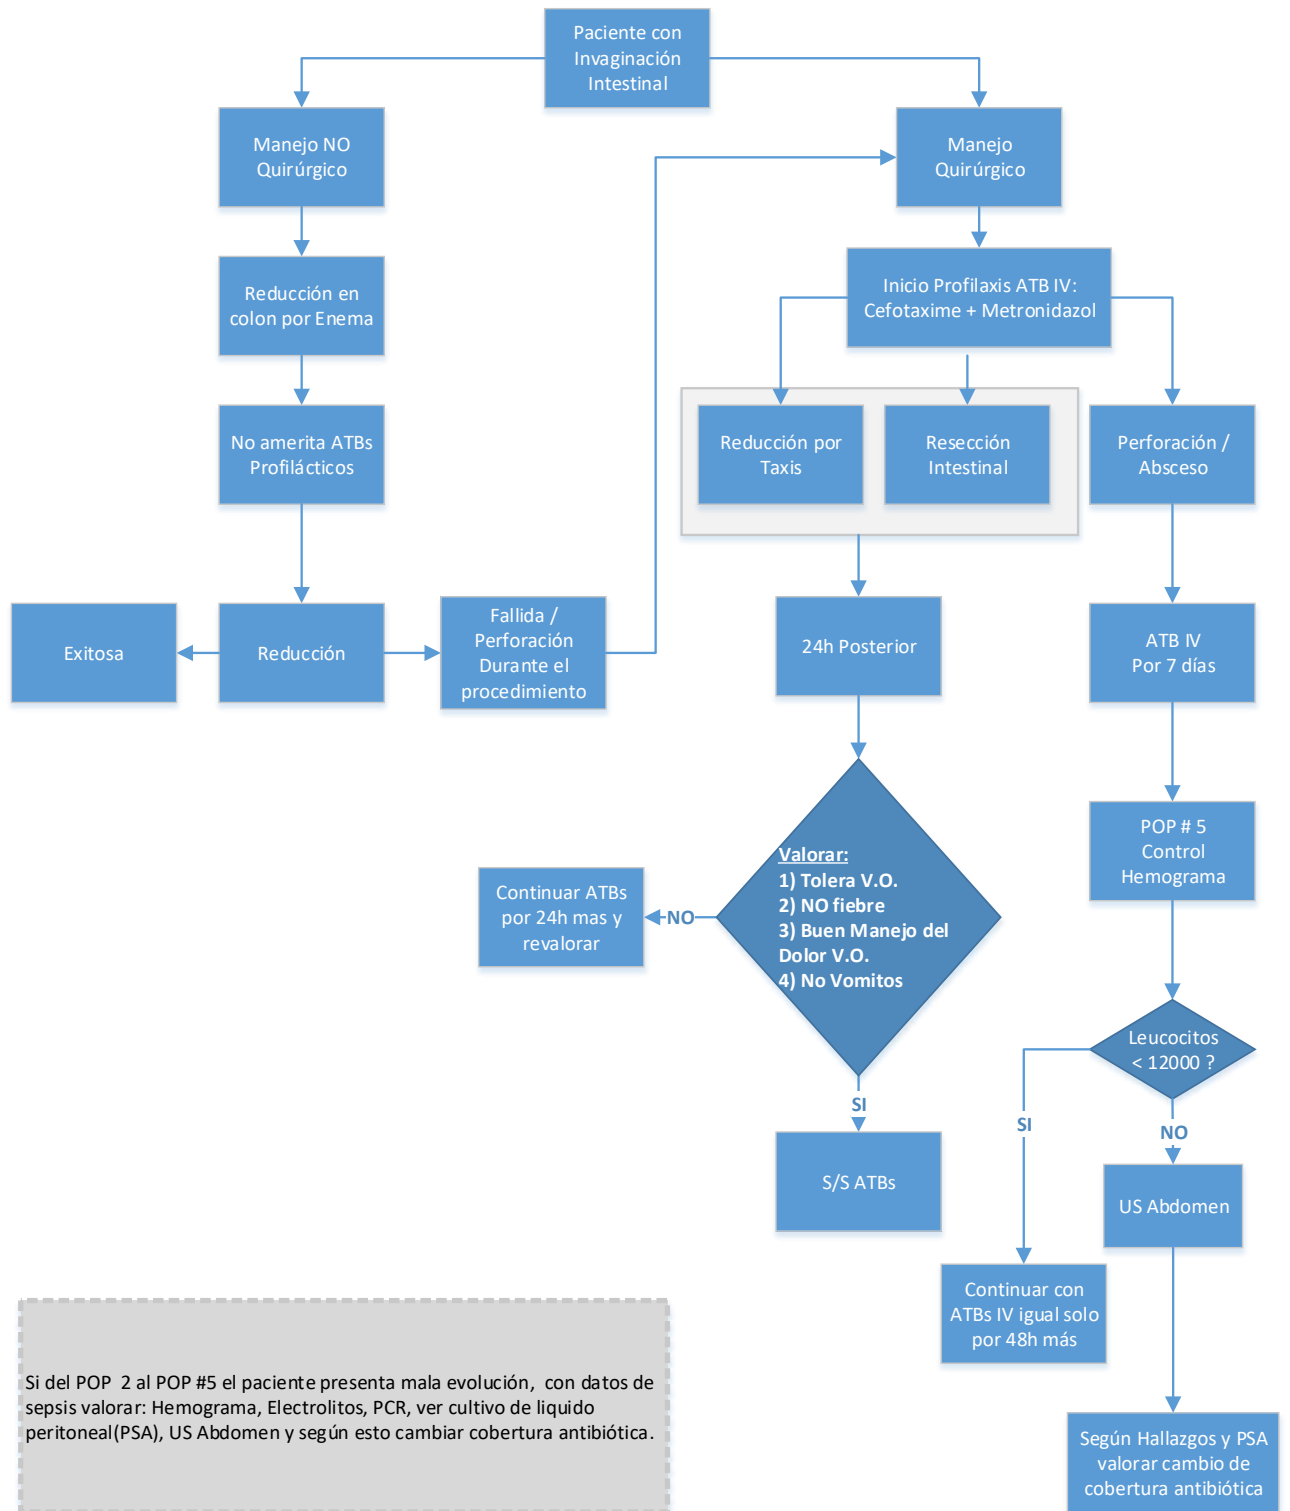 Paciente con
Invaginación
Intestinal
Manejo NO
Quirúrgico
Manejo
Quirúrgico
Reducción en
colon por Enema
Inicio Profilaxis ATB IV:
Cefotaxime + Metronidazol
No amerita ATBs
Profilácticos
Reducción por
Taxis
Resección
Intestinal
Perforación /
Absceso
Exitosa
Reducción
Fallida /
Perforación
Durante el
procedimiento
24h Posterior
ATB IV
Por 7 días
Valorar:
1) Tolera V.O.
2) NO fiebre
3) Buen Manejo del
Dolor V.O.
4) No Vomitos
NO
Continuar ATBs
por 24h mas y
revalorar
POP # 5
Control
Hemograma
Leucocitos
< 12000 ?
SI
S/S ATBs
SI
NO
US Abdomen
Continuar con
ATBs IV igual solo
por 48h más
Según Hallazgos y PSA
valorar cambio de
cobertura antibiótica
Si del POP  2 al POP #5 el paciente presenta mala evolución,  con datos de
sepsis valorar: Hemograma, Electrolitos, PCR, ver cultivo de liquido
peritoneal(PSA), US Abdomen y según esto cambiar cobertura antibiótica.